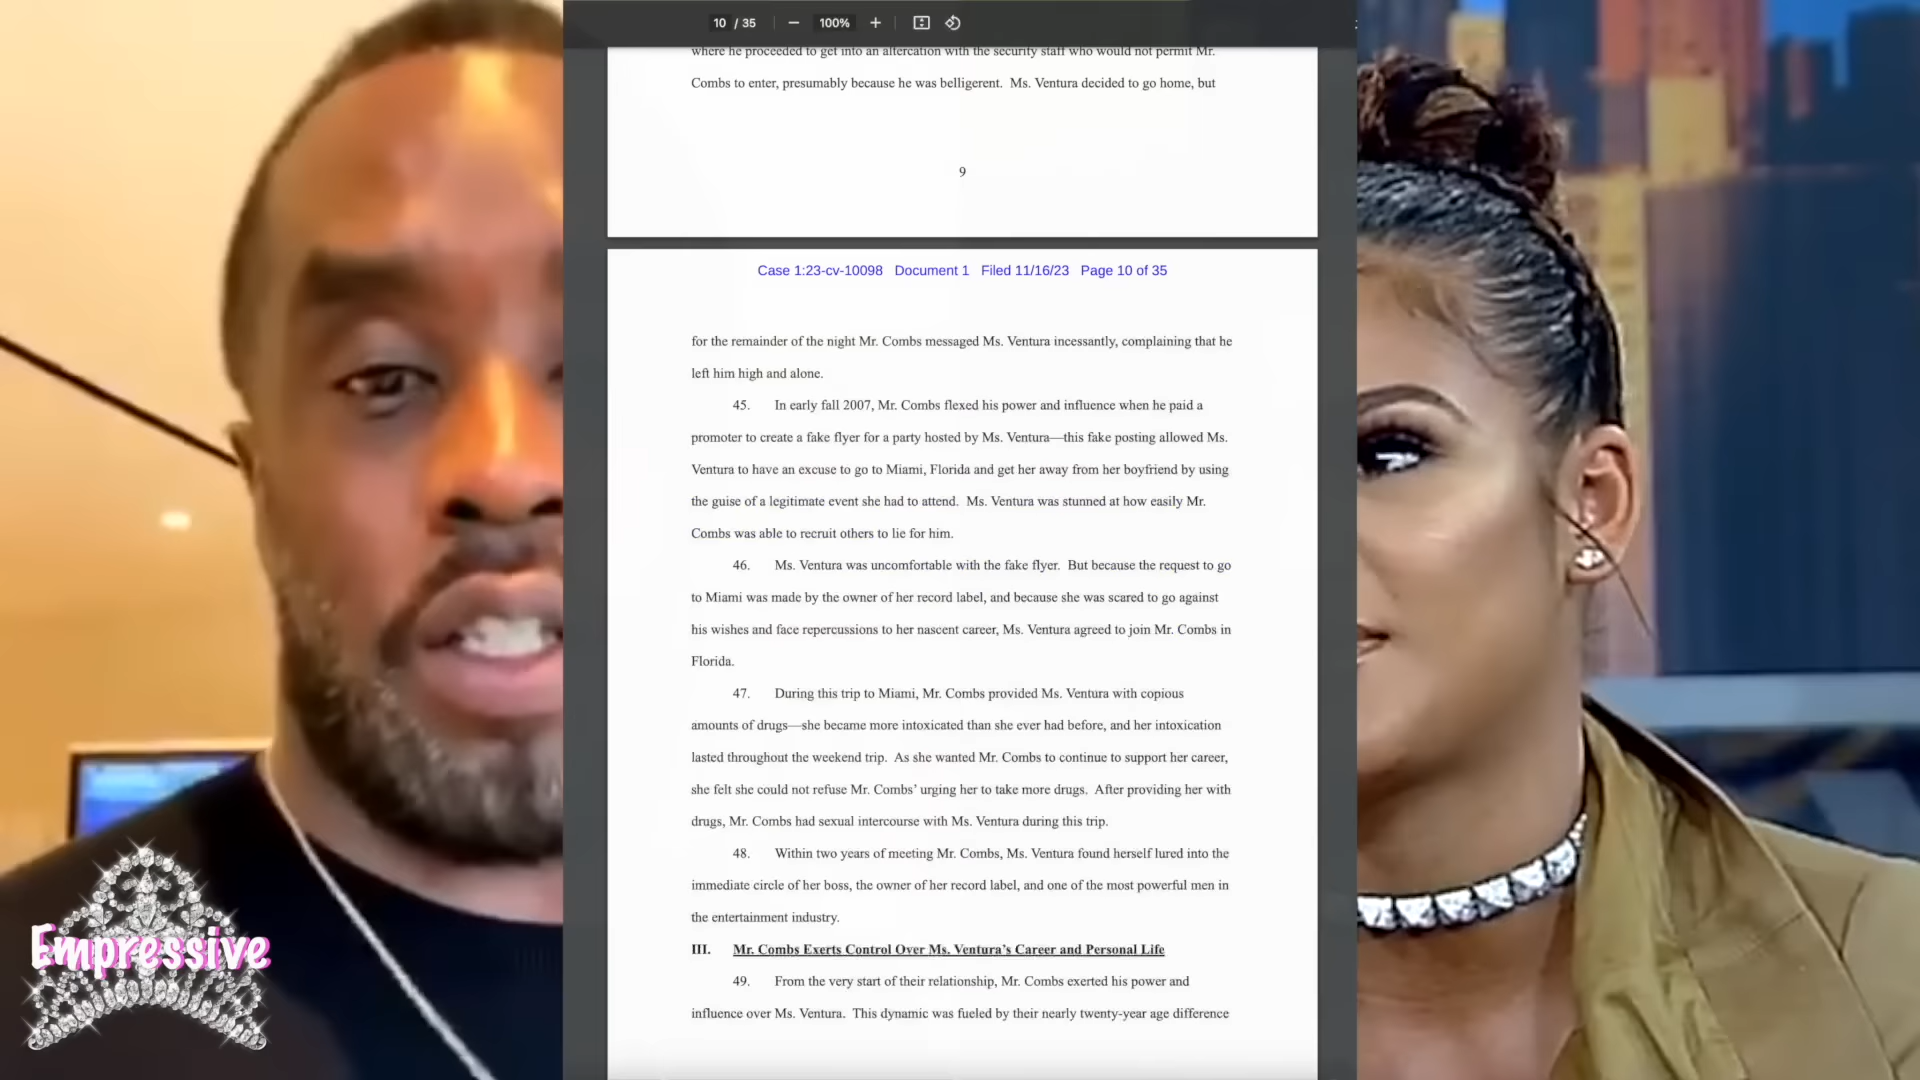 10 / 35 100%
where he proceeded to get into an altercation with the security staff who would not permit Mr.
Combs to enter, presumably because he was belligerent. Ms. Ventura decided to go home, but
9
Case 1:23-cv-10098 Document 1 Filed 11/16/23 Page 10 of 35
for the remainder of the night Mr. Combs messaged Ms. Ventura incessantly, complaining that he
left him high and alone.
45. In early fall 2007, Mr. Combs flexed his power and influence when he paid a
promoter to create a fake flyer for a party hosted by Ms. Ventura—this fake posting allowed Ms.
Ventura to have an excuse to go to Miami, Florida and get her away from her boyfriend by using
the guise of a legitimate event she had to attend. Ms. Ventura was stunned at how easily Mr.
Combs was able to recruit others to lie for him.
46. Ms. Ventura was uncomfortable with the fake flyer. But because the request to go
to Miami was made by the owner of her record label, and because she was scared to go against
his wishes and face repercussions to her nascent career, Ms. Ventura agreed to join Mr. Combs in
Florida.
47. During this trip to Miami, Mr. Combs provided Ms. Ventura with copious
amounts of drugs—she became more intoxicated than she ever had before, and her intoxication
lasted throughout the weekend trip. As she wanted Mr. Combs to continue to support her career,
she felt she could not refuse Mr. Combs’ urging her to take more drugs. After providing her with
drugs, Mr. Combs had sexual intercourse with Ms. Ventura during this trip.
48. Within two years of meeting Mr. Combs, Ms. Ventura found herself lured into the
immediate circle of her boss, the owner of her record label, and one of the most powerful men in
the entertainment industry.
III. Mr. Combs Exerts Control Over Ms. Ventura’s Career and Personal Life
49. From the very start of their relationship, Mr. Combs exerted his power and
influence over Ms. Ventura. This dynamic was fueled by their nearly twenty-year age difference
Empressive